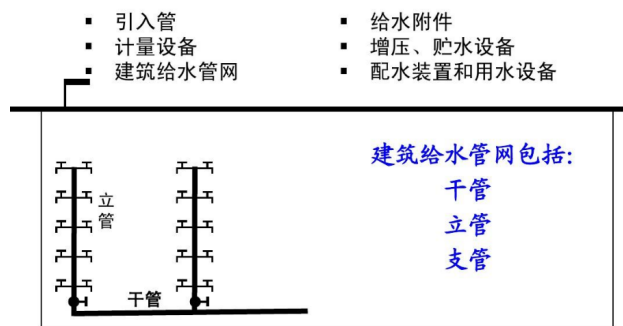 ▪ 引入管
▪ 计量设备
▪ 建筑给水管网
▪ 给水附件
▪ 增压、贮水设备
▪ 配水装置和用水设备
建筑给水管网包括:
干管
立管
支管
立管
干管